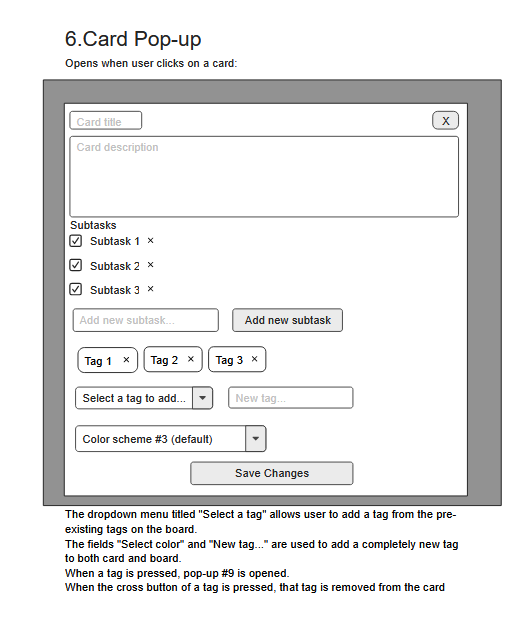 6.Card Pop-up
Opens when user clicks on a card:
Card title
X
Card description
Subtasks
Subtask 1 ×
Subtask 2 ×
Subtask 3 ×
Add new subtask... Add new subtask
Tag 1 × Tag 2 × Tag 3 ×
Select a tag to add... New tag...
Color scheme #3 (default)
Save Changes
The dropdown menu titled "Select a tag" allows user to add a tag from the pre-
existing tags on the board.
The fields "Select color" and "New tag..." are used to add a completely new tag
to both card and board.
When a tag is pressed, pop-up #9 is opened.
When the cross button of a tag is pressed, that tag is removed from the card